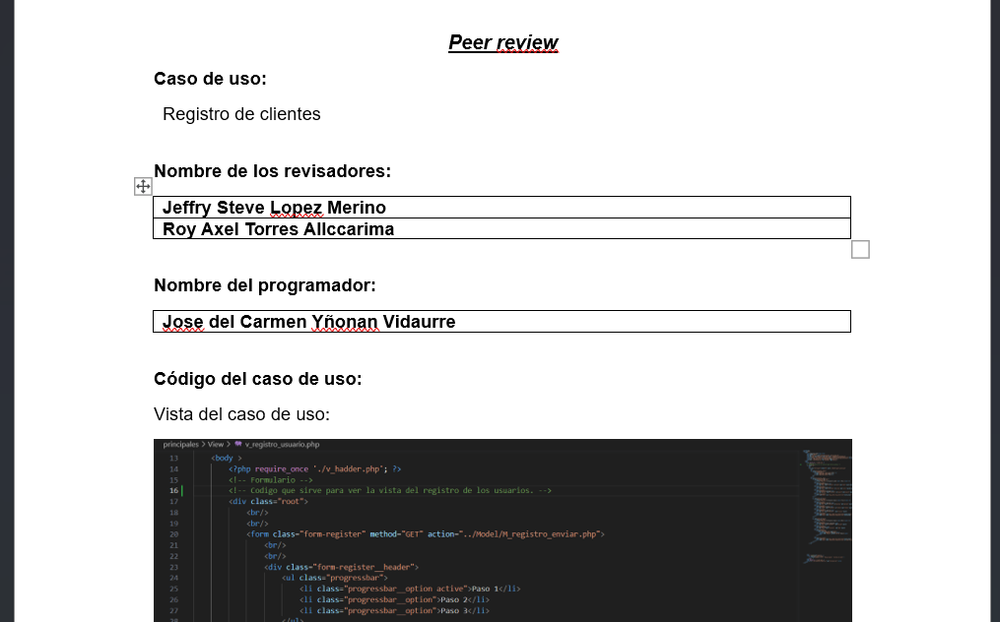 Peer review
Caso de uso:
Registro de clientes
Nombre de los revisadores:
Jeffry Steve Lopez Merino
Roy Axel Torres Allccarima
Nombre del programador:
Jose del Carmen Yñonan Vidaurre
Código del caso de uso:
Vista del caso de uso:
principales > View > v_registro_usuario.php
13 <body >
14 <?php require_once './v_hadder.php'; ?>
15 <!-- Formulario -->
16 <!-- Codigo que sirve para ver la vista del registro de los usuarios. -->
17 <div class="root">
18 <br/>
19 <br/>
20 <form class="form-register" method="GET" action="../Model/M_registro_enviar.php">
21 <br/>
22 <br/>
23 <div class="form-register__header">
24 <ul class="progressbar">
25 <li class="progressbar__option active">Paso 1</li>
26 <li class="progressbar__option">Paso 2</li>
27 <li class="progressbar__option">Paso 3</li>
28 </ul>